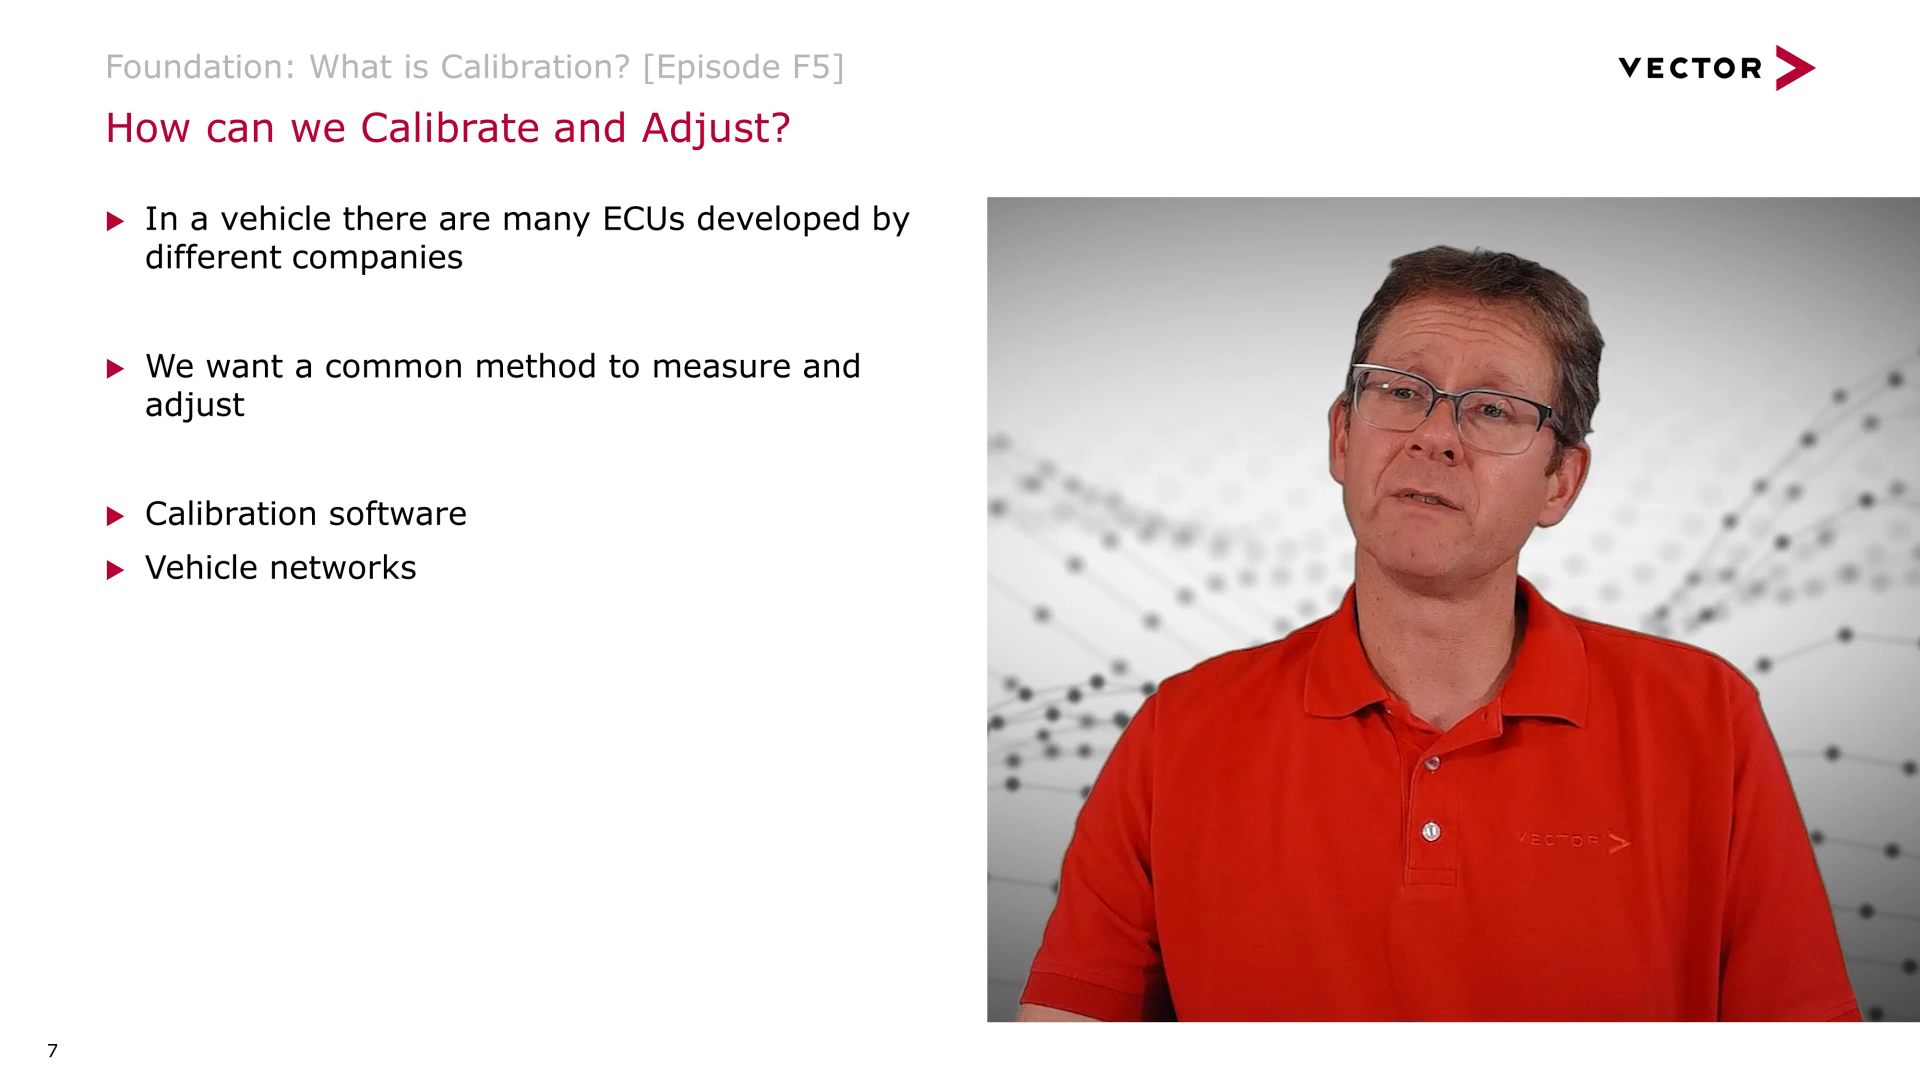 Foundation: What is Calibration? [Episode F5]
VECTOR
How can we Calibrate and Adjust?
In a vehicle there are many ECUs developed by
different companies
We want a common method to measure and
adjust
Calibration software
Vehicle networks
VECTOR
7